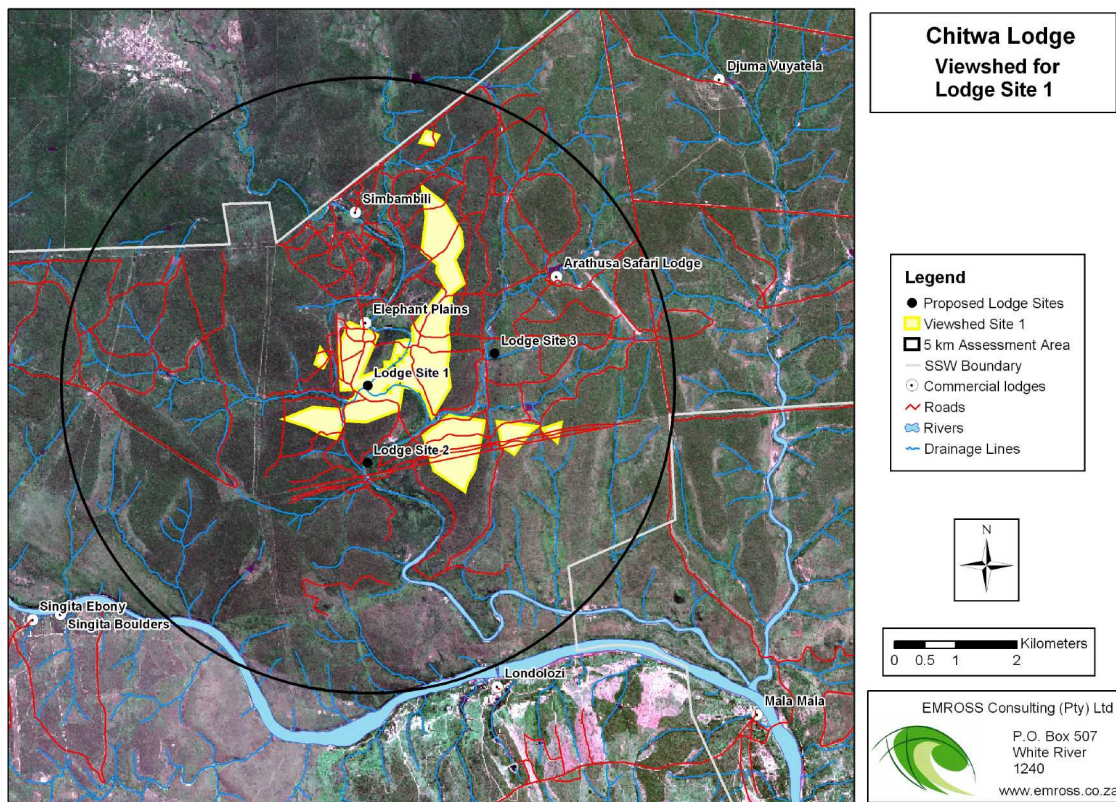 Chitwa Lodge
Viewshed for
Lodge Site 1
Djuma Vuyatela
Simbambili
Arathusa Safari Lodge
Elephant Plains
Lodge Site 3
Lodge Site 1
Lodge Site 2
Singita Ebony
Singita Boulders
Londolozi
Mala Mala
Legend
Proposed Lodge Sites
Viewshed Site 1
5 km Assessment Area
SSW Boundary
Commercial lodges
Roads
Rivers
Drainage Lines
N
Kilometers
0 0.5 1 2
EMROSS Consulting (Pty) Ltd
P.O. Box 507
White River
1240
www.emross.co.za